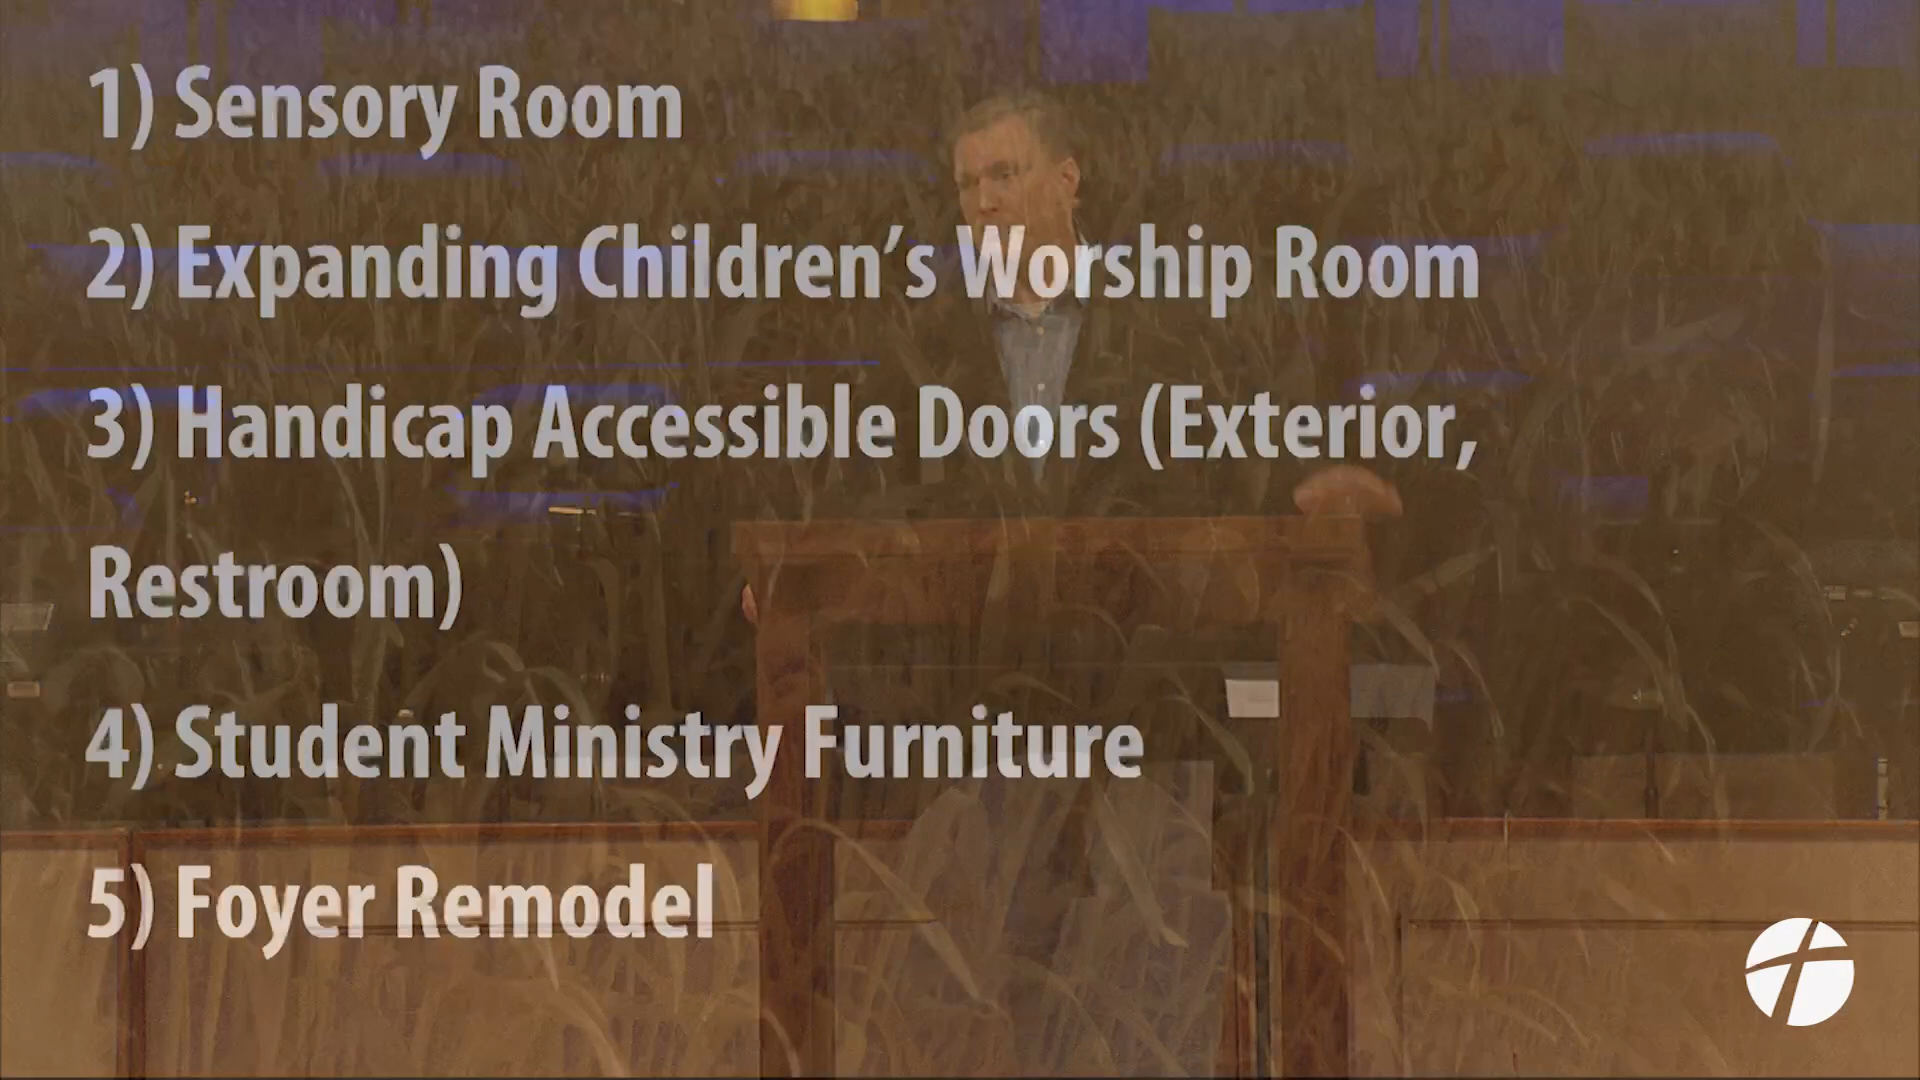 1) Sensory Room
2) Expanding Children’s Worship Room
3) Handicap Accessible Doors (Exterior,
Restroom)
4) Student Ministry Furniture
5) Foyer Remodel